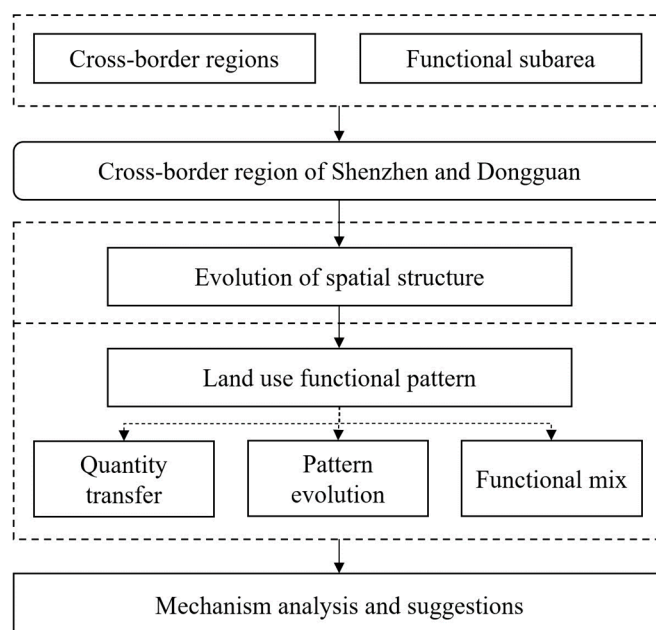 Cross-border regions
Functional subarea
Cross-border region of Shenzhen and Dongguan
Evolution of spatial structure
Land use functional pattern
Quantity
transfer
Pattern
evolution
Functional mix
Mechanism analysis and suggestions